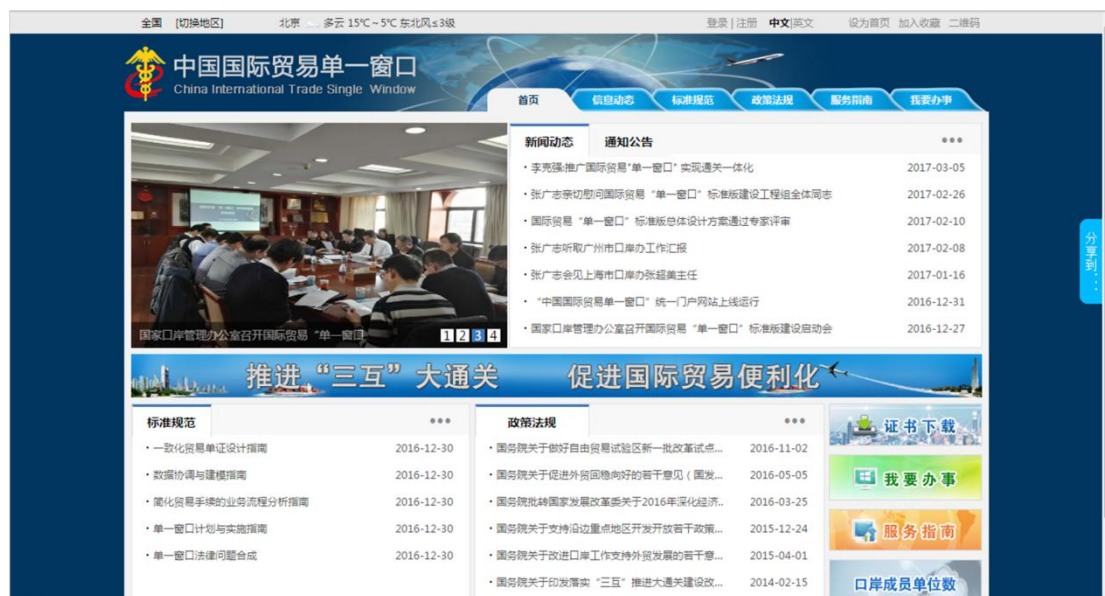 全国 [切换地区] 北京 多云 15℃~5℃ 东北风≤3级 登录|注册 中文|英文 设为首页 加入收藏 二维码
中国国际贸易单一窗口
China International Trade Single Window
首页 信息动态 标准规范 政策法规 服务指南 我要办事
新闻动态 通知公告
·李克强:推广国际贸易"单一窗口" 实现通关一体化 2017-03-05
·张广志亲切慰问国际贸易“单一窗口”标准版建设工程组全体同志 2017-02-26
·国际贸易“单一窗口”标准版总体设计方案通过专家评审 2017-02-10
·张广志听取广州市口岸办工作汇报 2017-02-08
·张广志会见上海市口岸办张超美主任 2017-01-16
·“中国国际贸易单一窗口”统一门户网站上线运行 2016-12-31
·国家口岸管理办公室召开国际贸易“单一窗口”标准版建设启动会 2016-12-27
国家口岸管理办公室召开国际贸易“单一窗口 1 2 3 4
分享到:...
推进“三互”大通关 促进国际贸易便利化
标准规范
·一致化贸易单证设计指南 2016-12-30
·数据协调与建模指南 2016-12-30
·简化贸易手续的业务流程分析指南 2016-12-30
·单一窗口计划与实施指南 2016-12-30
·单一窗口法律问题合成 2016-12-30
政策法规
·国务院关于做好自由贸易试验区新一批改革试点... 2016-11-02
·国务院关于促进外贸回稳向好的若干意见(国发... 2016-05-05
·国务院批转国家发展改革委关于2016年深化经济.. 2016-03-25
·国务院关于支持沿边重点地区开发开放若干政策... 2015-12-24
·国务院关于改进口岸工作支持外贸发展的若干意... 2015-04-01
·国务院关于印发落实“三互”推进大通关建设改... 2014-02-15
证书下载
我要办事
服务指南
口岸成员单位数